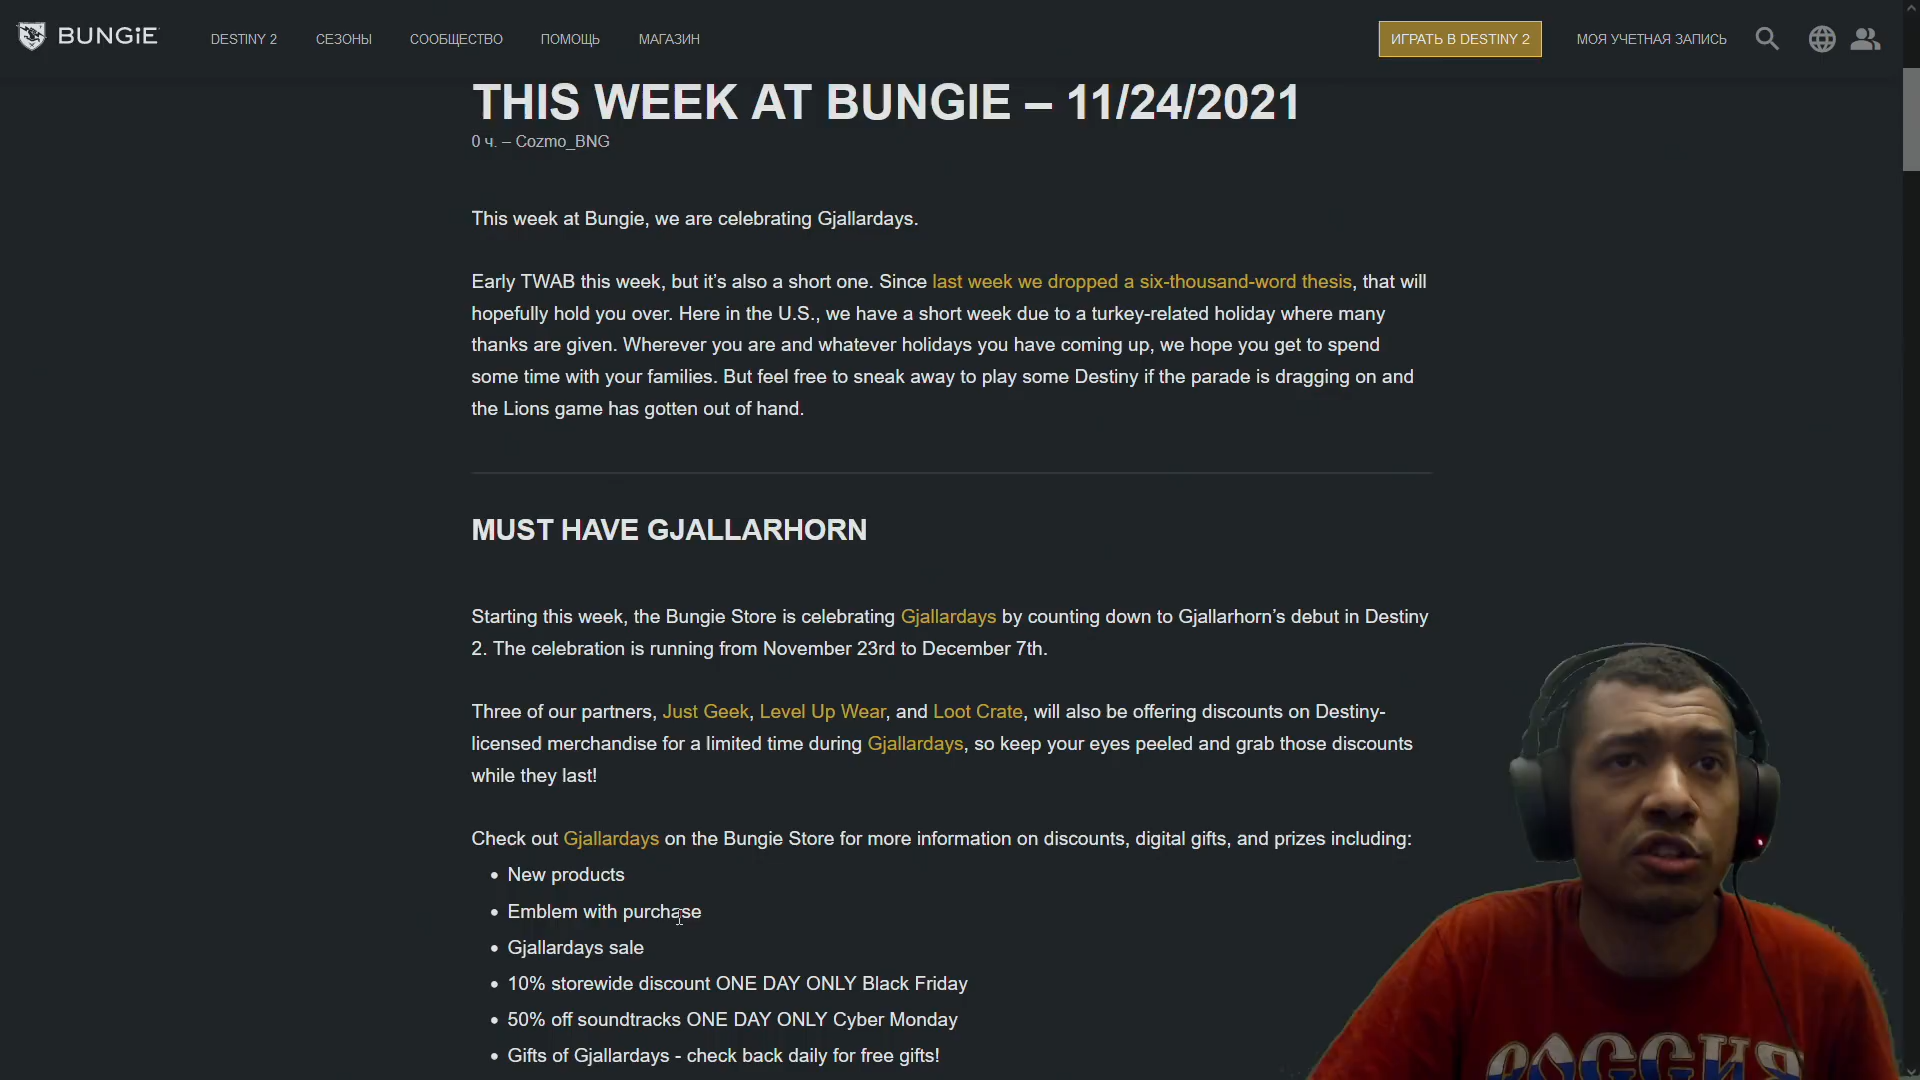 BUNGiE
DESTINY 2
СЕЗОНЫ
СООБЩЕСТВО
ПОМОЩЬ
МАГАЗИН
ИГРАТЬ В DESTINY 2
МОЯ УЧЕТНАЯ ЗАПИСЬ
THIS WEEK AT BUNGIE – 11/24/2021
0 ч. – Cozmo_BNG
This week at Bungie, we are celebrating Gjallardays.
Early TWAB this week, but it’s also a short one. Since last week we dropped a six-thousand-word thesis, that will
hopefully hold you over. Here in the U.S., we have a short week due to a turkey-related holiday where many
thanks are given. Wherever you are and whatever holidays you have coming up, we hope you get to spend
some time with your families. But feel free to sneak away to play some Destiny if the parade is dragging on and
the Lions game has gotten out of hand.
MUST HAVE GJALLARHORN
Starting this week, the Bungie Store is celebrating Gjallardays by counting down to Gjallarhorn’s debut in Destiny
2. The celebration is running from November 23rd to December 7th.
Three of our partners, Just Geek, Level Up Wear, and Loot Crate, will also be offering discounts on Destiny-
licensed merchandise for a limited time during Gjallardays, so keep your eyes peeled and grab those discounts
while they last!
Check out Gjallardays on the Bungie Store for more information on discounts, digital gifts, and prizes including:
• New products
• Emblem with purchase
• Gjallardays sale
• 10% storewide discount ONE DAY ONLY Black Friday
• 50% off soundtracks ONE DAY ONLY Cyber Monday
• Gifts of Gjallardays - check back daily for free gifts!
РОССИЯ